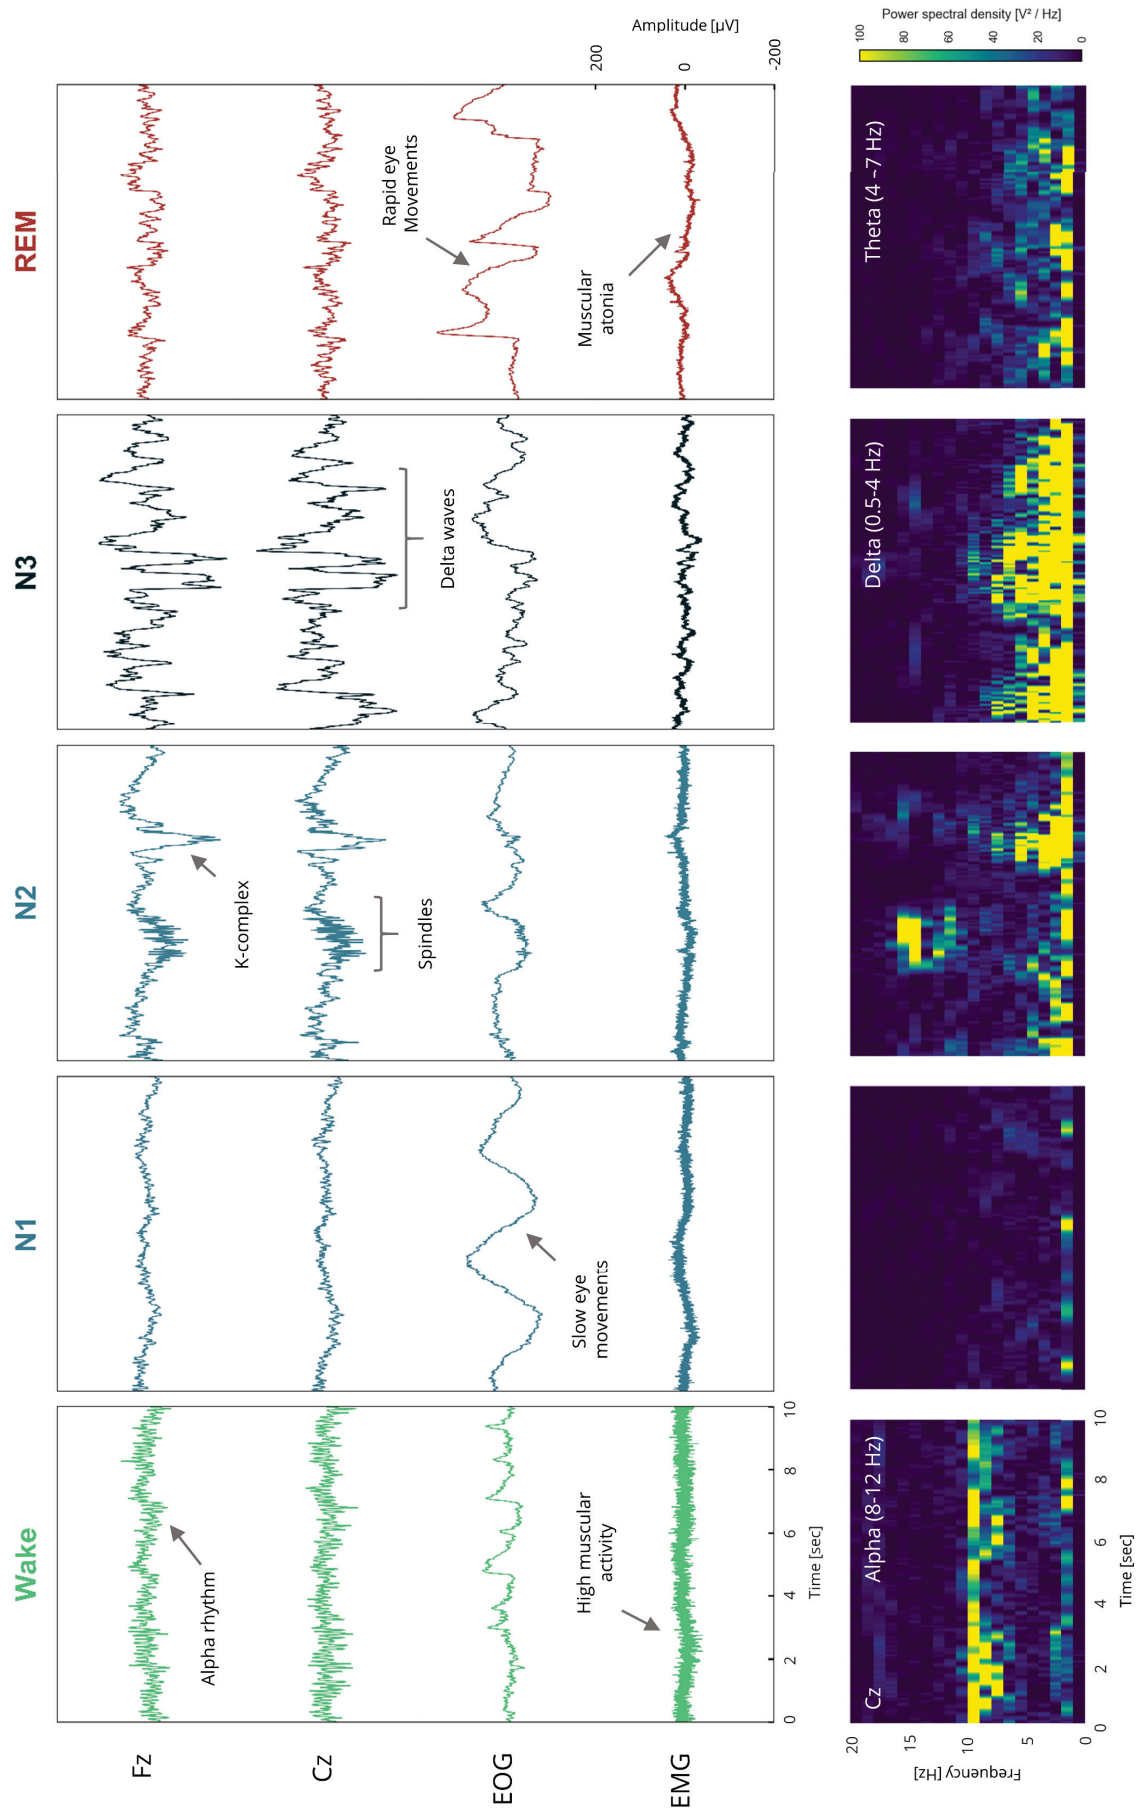 Wake
N1
N2
N3
REM
Fz
Alpha rhythm
K-complex
Cz
Spindles
Delta waves
Rapid eye
Movements
EOG
Slow eye
movements
High muscular
activity
Muscular
atonia
EMG
Amplitude [µV]
200
0
-200
0
2
4
6
8
10
Time [sec]
Cz
Alpha (8-12 Hz)
Delta (0.5-4 Hz)
Theta (4 –7 Hz)
20
15
10
5
0
Frequency [Hz]
0
2
4
6
8
10
Time [sec]
Power spectral density [V² / Hz]
100
80
60
40
20
0